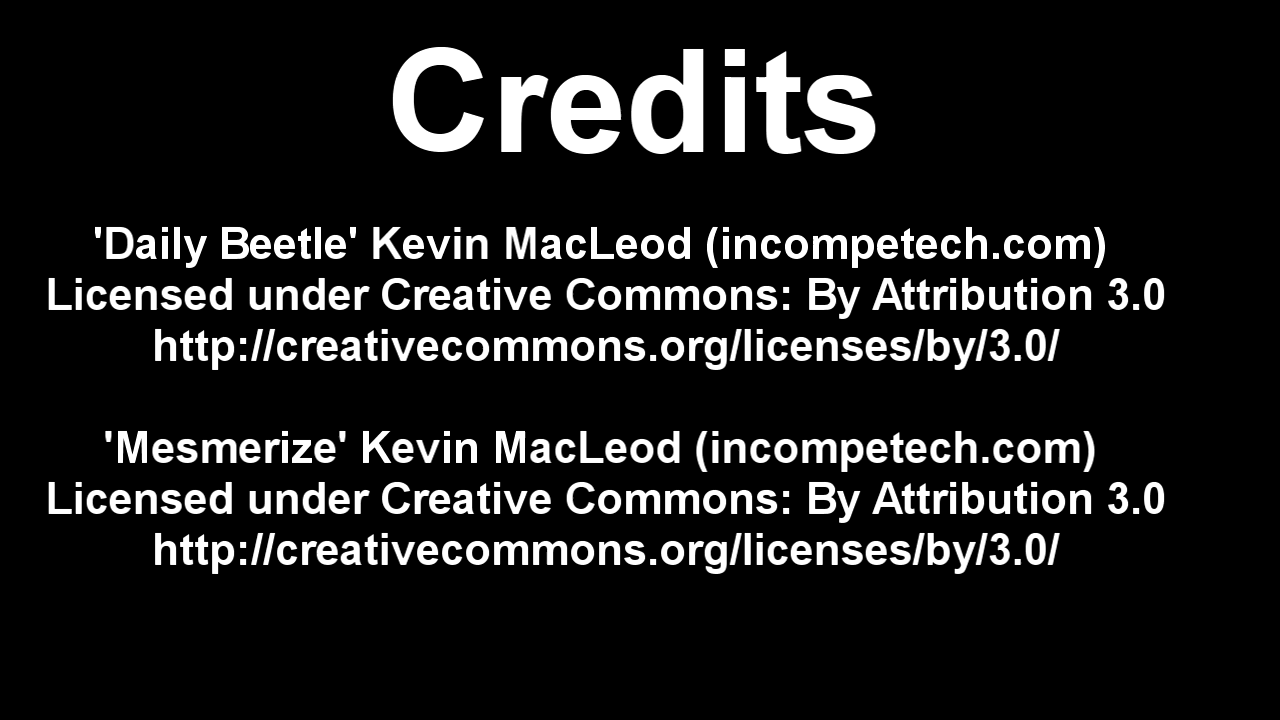 Credits
'Daily Beetle' Kevin MacLeod (incompetech.com)
Licensed under Creative Commons: By Attribution 3.0
http://creativecommons.org/licenses/by/3.0/
'Mesmerize' Kevin MacLeod (incompetech.com)
Licensed under Creative Commons: By Attribution 3.0
http://creativecommons.org/licenses/by/3.0/